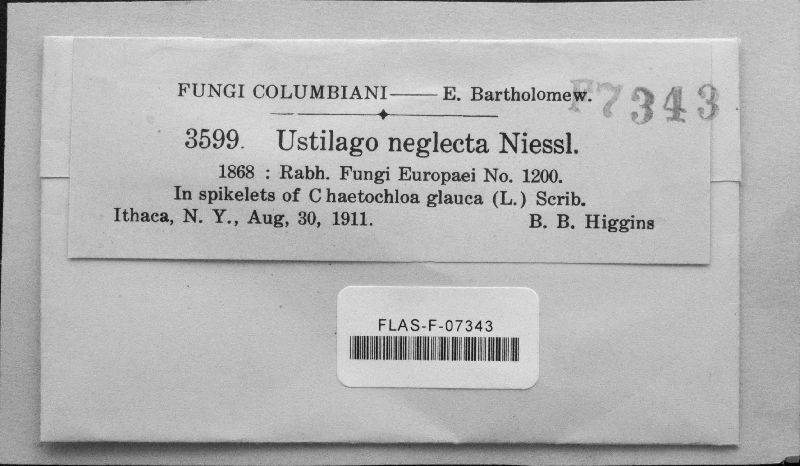 FUNGI COLUMBIANI—— E. Bartholomew.
F7343
3599. Ustilago neglecta Niessl.
1868 : Rabh. Fungi Europaei No. 1200.
In spikelets of Chaetochloa glauca (L.) Scrib.
Ithaca, N. Y., Aug, 30, 1911. B. B. Higgins
FLAS-F-07343